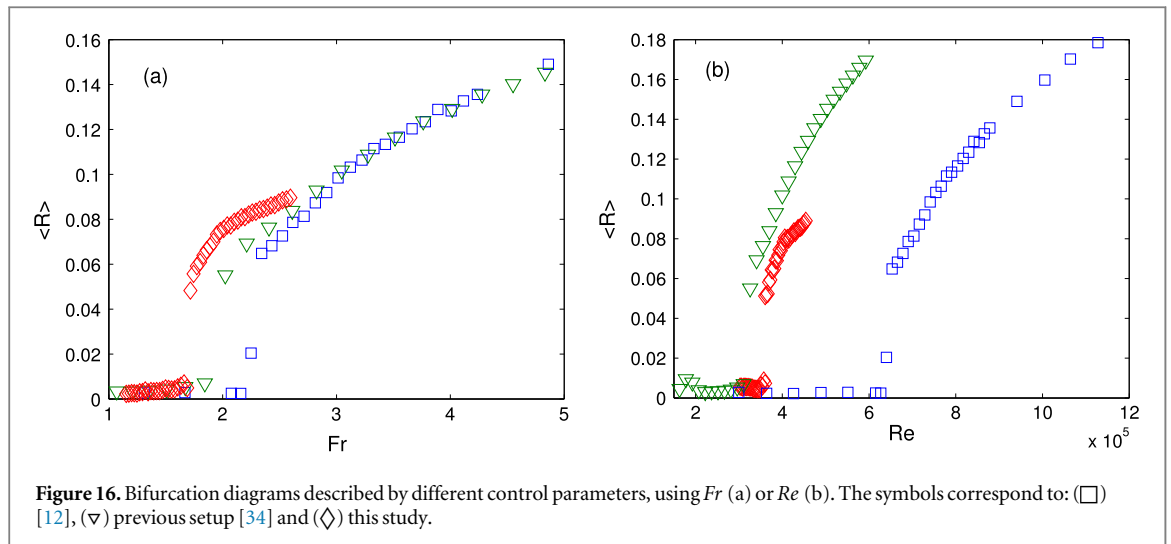 0.16
0.14
0.12
0.1
0.08
0.06
0.04
0.02
0
<R>
(a)
1 2 3 4 5
Fr
0.18
0.16
0.14
0.12
0.1
0.08
0.06
0.04
0.02
0
<R>
(b)
2 4 6 8 10 12
x 10^5
Re
Figure 16. Bifurcation diagrams described by different control parameters, using Fr (a) or Re (b). The symbols correspond to: (□)
[12], (▽) previous setup [34] and (◊) this study.